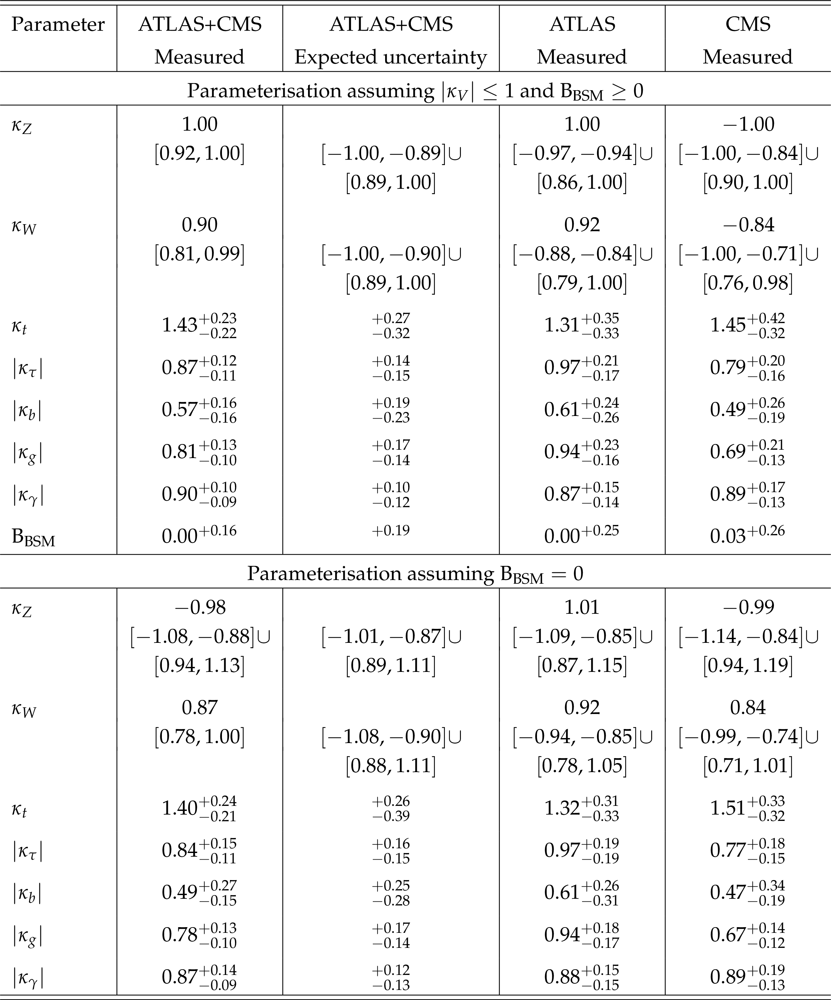 Parameter ATLAS+CMS ATLAS+CMS ATLAS CMS
Measured Expected uncertainty Measured Measured
Parameterisation assuming |κ_V| ≤ 1 and B_BSM ≥ 0
κ_Z 1.00 1.00 −1.00
[0.92, 1.00] [−1.00, −0.89]∪ [−0.97, −0.94]∪ [−1.00, −0.84]∪
[0.89, 1.00] [0.86, 1.00] [0.90, 1.00]
κ_W 0.90 0.92 −0.84
[0.81, 0.99] [−1.00, −0.90]∪ [−0.88, −0.84]∪ [−1.00, −0.71]∪
[0.89, 1.00] [0.79, 1.00] [0.76, 0.98]
κ_t 1.43^{+0.23}_{−0.22} ^{+0.27}_{−0.32} 1.31^{+0.35}_{−0.33} 1.45^{+0.42}_{−0.32}
|κ_τ| 0.87^{+0.12}_{−0.11} ^{+0.14}_{−0.15} 0.97^{+0.21}_{−0.17} 0.79^{+0.20}_{−0.16}
|κ_b| 0.57^{+0.16}_{−0.16} ^{+0.19}_{−0.23} 0.61^{+0.24}_{−0.26} 0.49^{+0.26}_{−0.19}
|κ_g| 0.81^{+0.13}_{−0.10} ^{+0.17}_{−0.14} 0.94^{+0.23}_{−0.16} 0.69^{+0.21}_{−0.13}
|κ_γ| 0.90^{+0.10}_{−0.09} ^{+0.10}_{−0.12} 0.87^{+0.15}_{−0.14} 0.89^{+0.17}_{−0.13}
B_BSM 0.00^{+0.16} ^{+0.19} 0.00^{+0.25} 0.03^{+0.26}
Parameterisation assuming B_BSM = 0
κ_Z −0.98 1.01 −0.99
[−1.08, −0.88]∪ [−1.01, −0.87]∪ [−1.09, −0.85]∪ [−1.14, −0.84]∪
[0.94, 1.13] [0.89, 1.11] [0.87, 1.15] [0.94, 1.19]
κ_W 0.87 0.92 0.84
[0.78, 1.00] [−1.08, −0.90]∪ [−0.94, −0.85]∪ [−0.99, −0.74]∪
[0.88, 1.11] [0.78, 1.05] [0.71, 1.01]
κ_t 1.40^{+0.24}_{−0.21} ^{+0.26}_{−0.39} 1.32^{+0.31}_{−0.33} 1.51^{+0.33}_{−0.32}
|κ_τ| 0.84^{+0.15}_{−0.11} ^{+0.16}_{−0.15} 0.97^{+0.19}_{−0.19} 0.77^{+0.18}_{−0.15}
|κ_b| 0.49^{+0.27}_{−0.15} ^{+0.25}_{−0.28} 0.61^{+0.26}_{−0.31} 0.47^{+0.34}_{−0.19}
|κ_g| 0.78^{+0.13}_{−0.10} ^{+0.17}_{−0.14} 0.94^{+0.18}_{−0.17} 0.67^{+0.14}_{−0.12}
|κ_γ| 0.87^{+0.14}_{−0.09} ^{+0.12}_{−0.13} 0.88^{+0.15}_{−0.15} 0.89^{+0.19}_{−0.13}